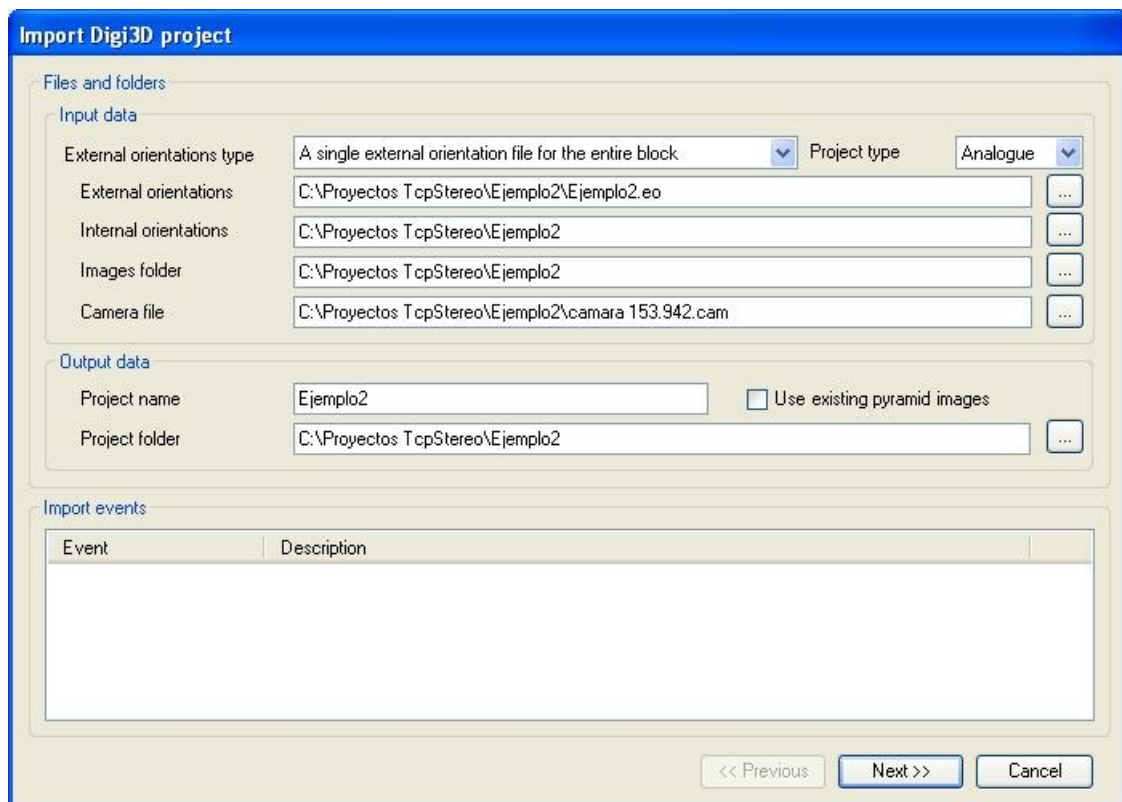 Import Digi3D project
Files and folders
Input data
External orientations type A single external orientation file for the entire block Project type Analogue
External orientations C:\Proyectos TcpStereo\Ejemplo2\Ejemplo2.eo ...
Internal orientations C:\Proyectos TcpStereo\Ejemplo2 ...
Images folder C:\Proyectos TcpStereo\Ejemplo2 ...
Camera file C:\Proyectos TcpStereo\Ejemplo2\camara 153.942.cam ...
Output data
Project name Ejemplo2 Use existing pyramid images
Project folder C:\Proyectos TcpStereo\Ejemplo2 ...
Import events
Event Description
<< Previous Next >> Cancel